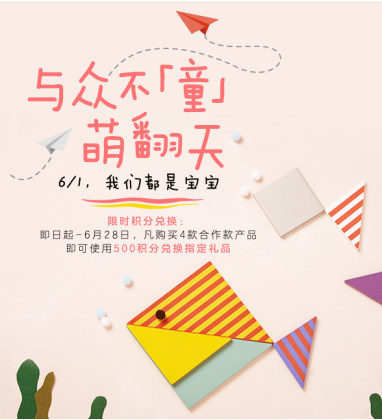 与众不「童」
萌翻天
6/1，我们都是宝宝
限时积分兑换：
即日起-6月28日，凡购买4款合作款产品
即可使用500积分兑换指定礼品